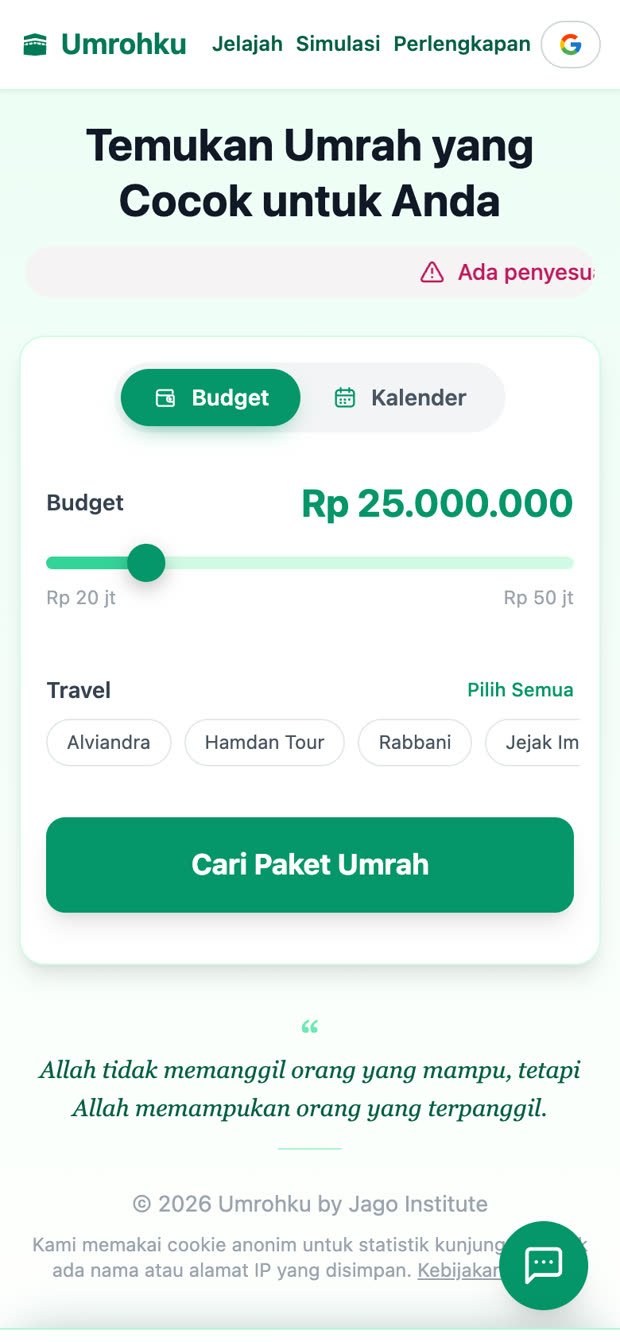 Umrohku Jelajah Simulasi Perlengkapan
Temukan Umrah yang
Cocok untuk Anda
Ada penyesu
Budget Kalender
Budget Rp 25.000.000
Rp 20 jt Rp 50 jt
Travel Pilih Semua
Alviandra Hamdan Tour Rabbani Jejak Im
Cari Paket Umrah
“
Allah tidak memanggil orang yang mampu, tetapi
Allah memampukan orang yang terpanggil.
© 2026 Umrohku by Jago Institute
Kami memakai cookie anonim untuk statistik kunjung
ada nama atau alamat IP yang disimpan. Kebijakan